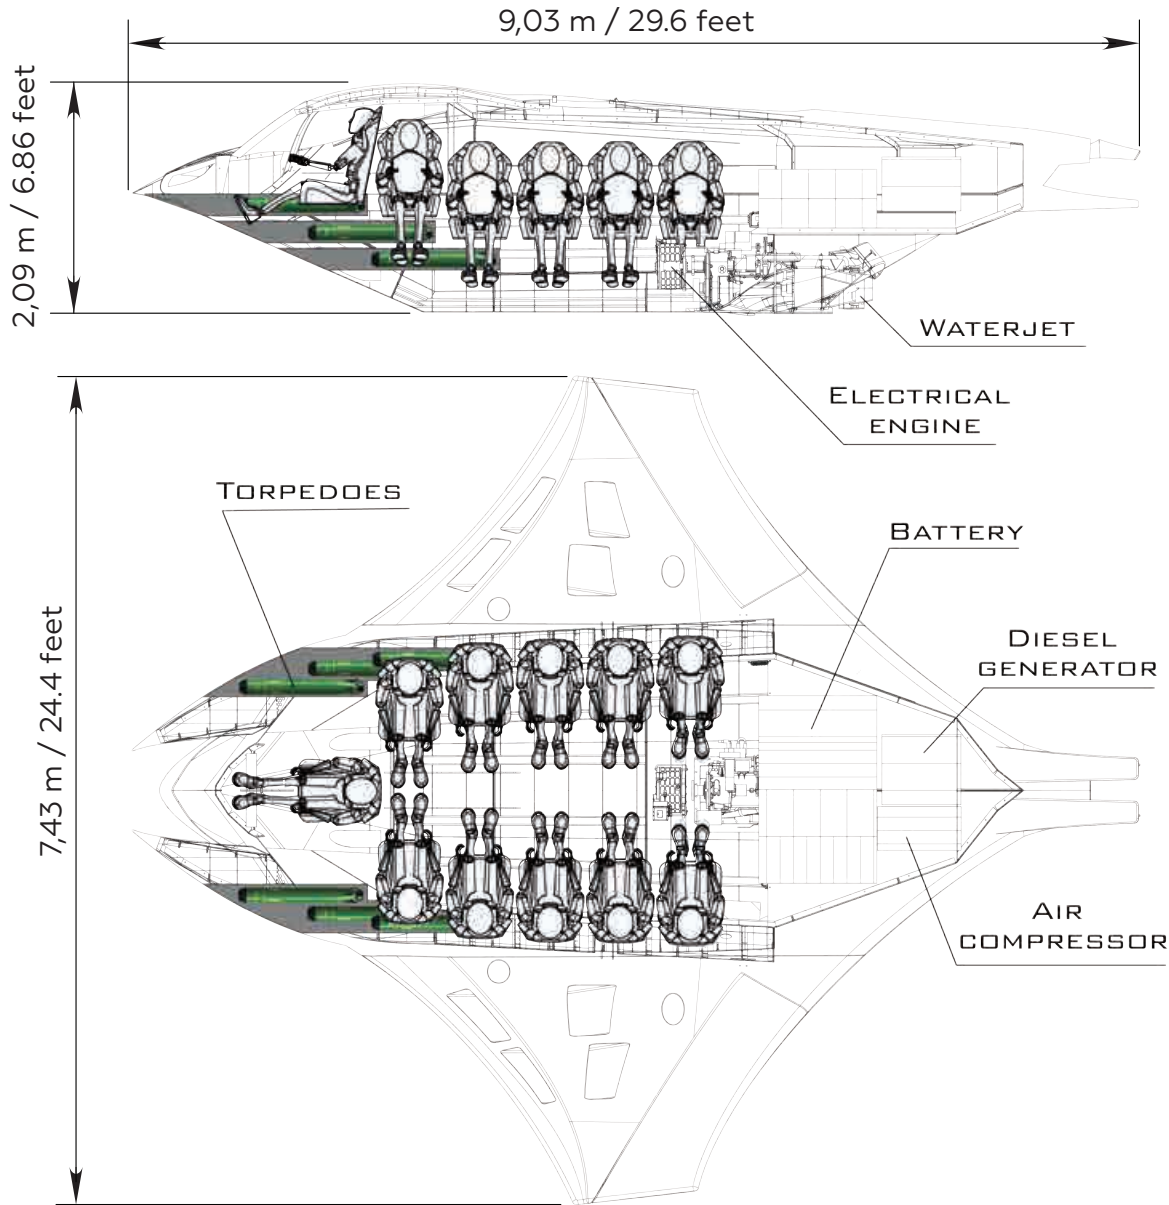 9,03 m / 29.6 feet
2,09 m / 6.86 feet
WATERJET
ELECTRICAL
ENGINE
TORPEDOES
BATTERY
7,43 m / 24.4 feet
DIESEL
GENERATOR
AIR
COMPRESSOR